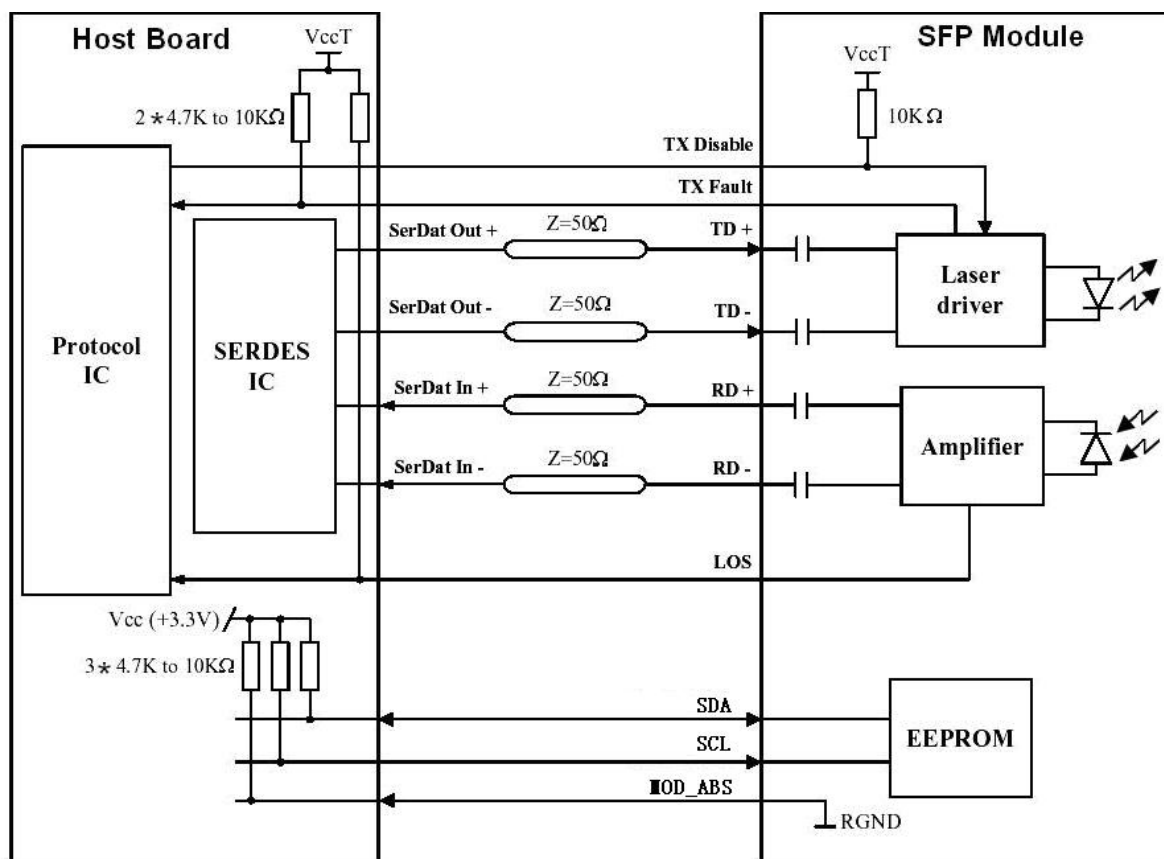 Host Board
SFP Module
VccT
VccT
2*4.7K to 10KΩ
10KΩ
TX Disable
TX Fault
SerDat Out +
Z=50Ω
TD +
Laser
driver
SerDat Out -
Z=50Ω
TD -
Protocol
IC
SERDES
IC
SerDat In +
Z=50Ω
RD +
Amplifier
SerDat In -
Z=50Ω
RD -
LOS
Vcc (+3.3V)
3*4.7K to 10KΩ
SDA
EEPROM
SCL
MOD_ABS
RGND